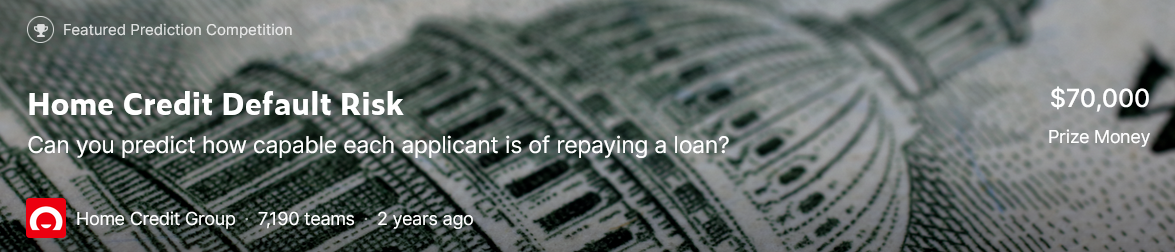 Featured Prediction Competition
Home Credit Default Risk
$70,000
Can you predict how capable each applicant is of repaying a loan?
Prize Money
Home Credit Group · 7,190 teams · 2 years ago